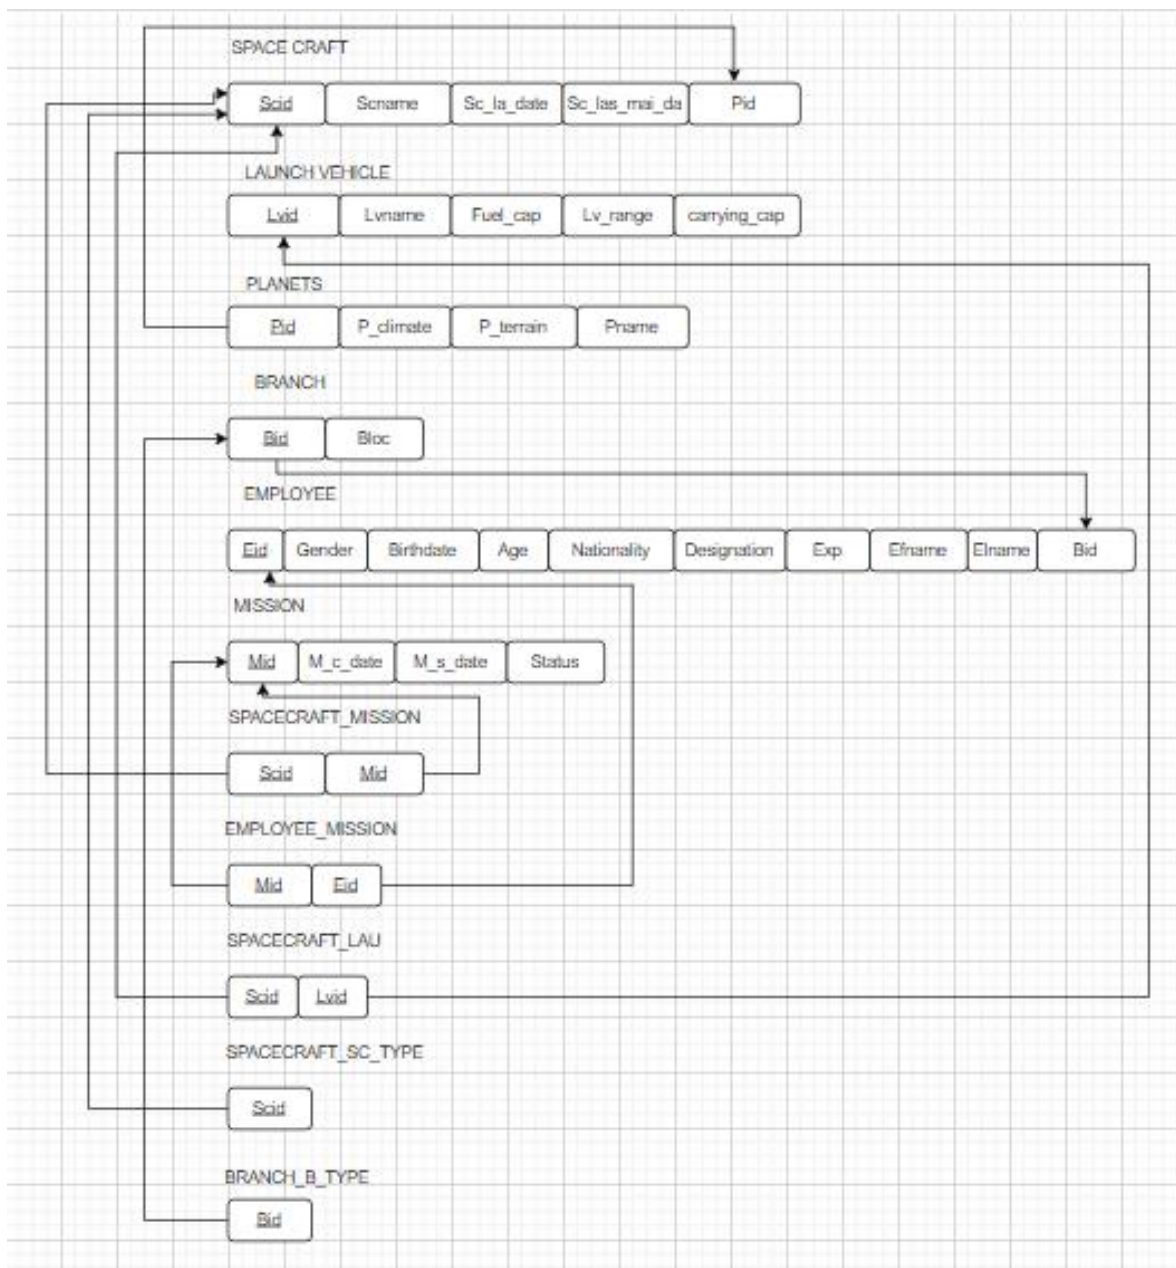 SPACE CRAFT
Scid Scname Sc_la_date Sc_las_mai_da Pid
LAUNCH VEHICLE
Lvid Lvname Fuel_cap Lv_range carrying_cap
PLANETS
Pid P_climate P_terrain Pname
BRANCH
Bid Bloc
EMPLOYEE
Eid Gender Birthdate Age Nationality Designation Exp Efname Elname Bid
MISSION
Mid M_c_date M_s_date Status
SPACECRAFT_MISSION
Scid Mid
EMPLOYEE_MISSION
Mid Eid
SPACECRAFT_LAU
Scid Lvid
SPACECRAFT_SC_TYPE
Scid
BRANCH_B_TYPE
Bid